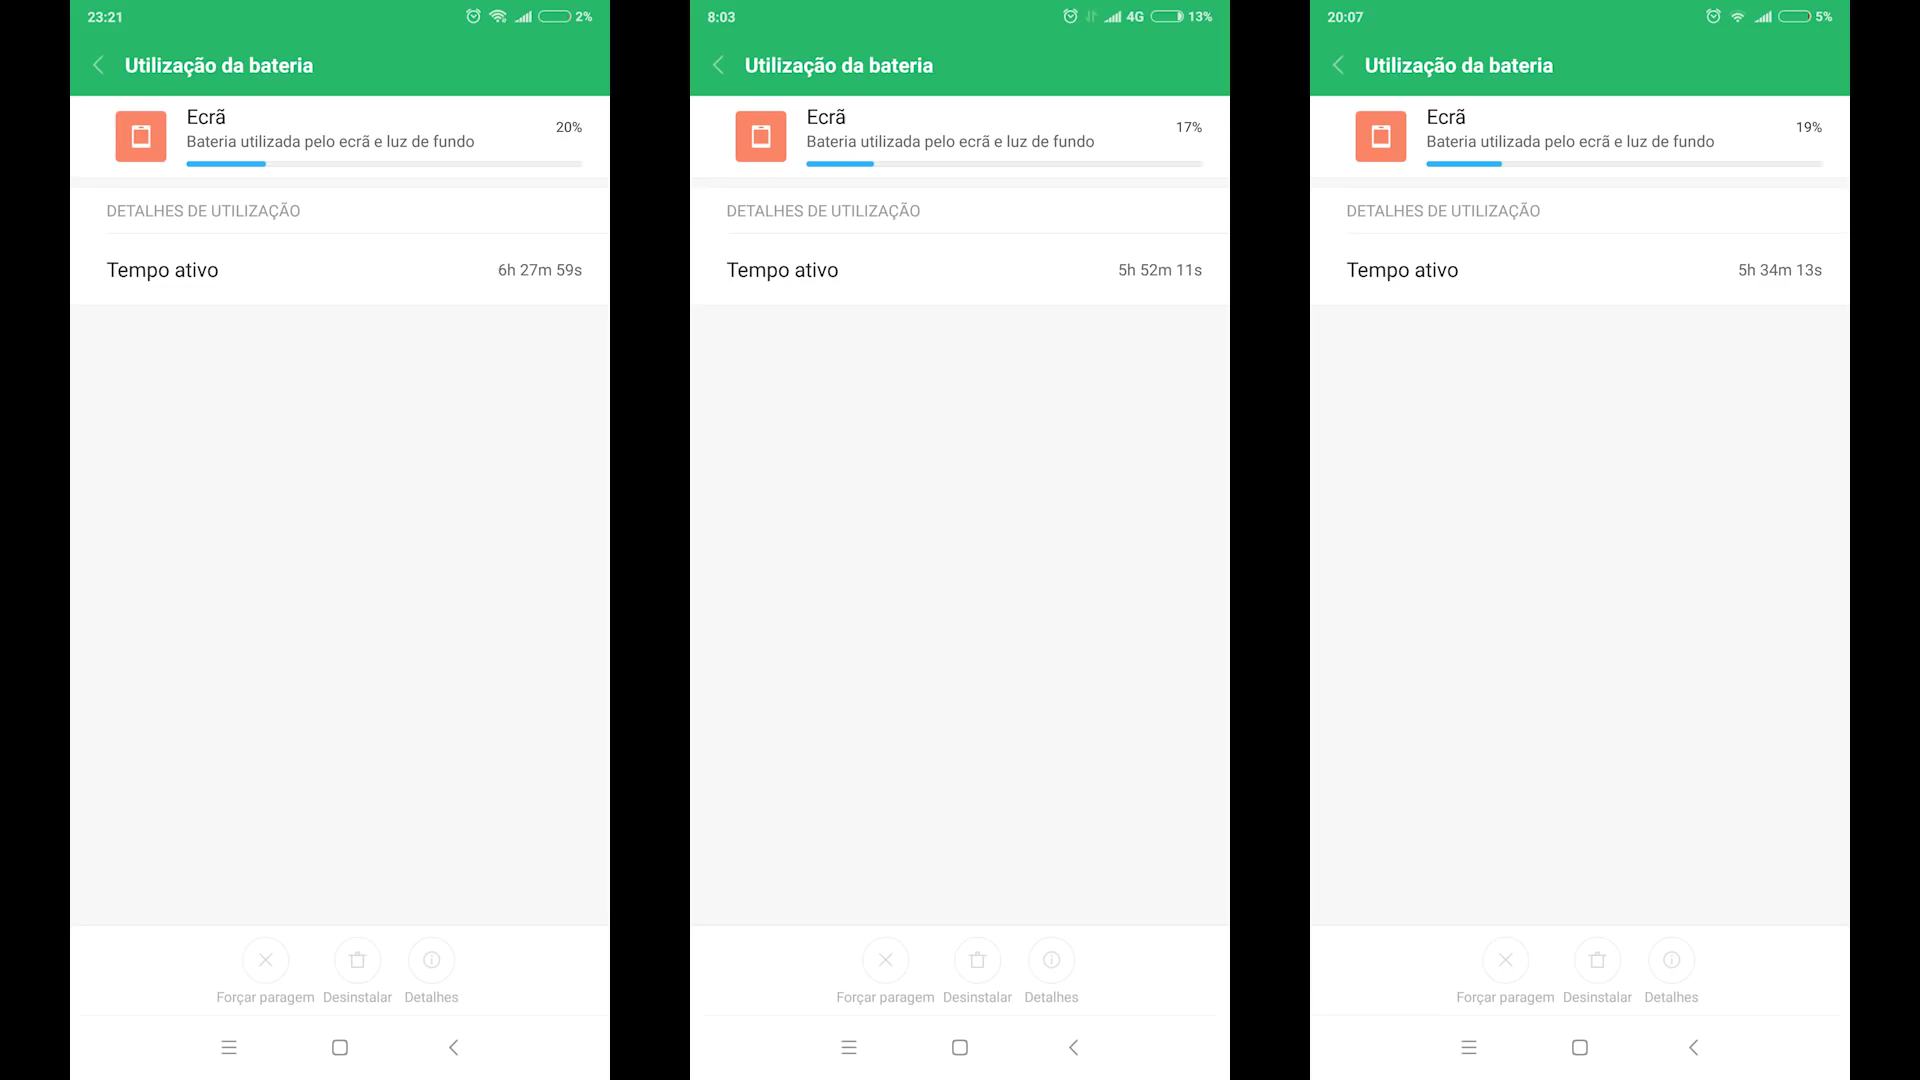 23:21
2%
Utilização da bateria
Ecrã
20%
Bateria utilizada pelo ecrã e luz de fundo
DETALHES DE UTILIZAÇÃO
Tempo ativo
6h 27m 59s
Forçar paragem
Desinstalar
Detalhes
8:03
4G
13%
Utilização da bateria
Ecrã
17%
Bateria utilizada pelo ecrã e luz de fundo
DETALHES DE UTILIZAÇÃO
Tempo ativo
5h 52m 11s
Forçar paragem
Desinstalar
Detalhes
20:07
5%
Utilização da bateria
Ecrã
19%
Bateria utilizada pelo ecrã e luz de fundo
DETALHES DE UTILIZAÇÃO
Tempo ativo
5h 34m 13s
Forçar paragem
Desinstalar
Detalhes